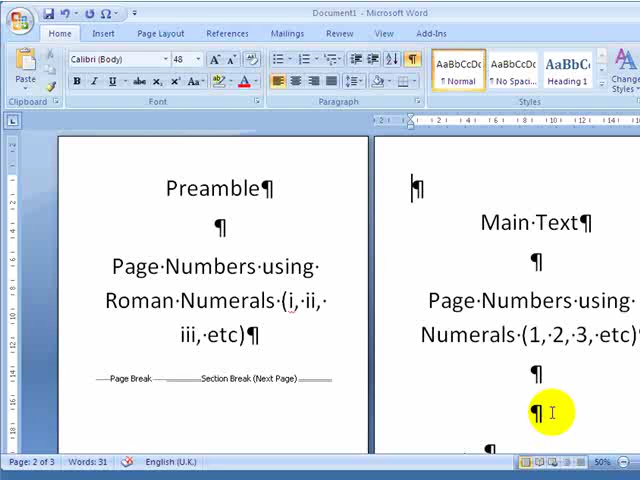 Document1 - Microsoft Word
Home Insert Page Layout References Mailings Review View Add-Ins
Paste
Calibri (Body) 48
AaBbCcDc AaBbCcDc AaBbC
¶ Normal ¶ No Spaci... Heading 1
Change
Styles
Clipboard Font Paragraph Styles
Preamble¶
¶
Page·Numbers·using·
Roman·Numerals·(i,·ii,·
iii,·etc)¶
Page Break Section Break (Next Page)
¶
Main·Text¶
¶
Page·Numbers·using·
Numerals·(1,·2,·3,·etc)¶
¶
¶
¶
Page: 2 of 3 Words: 31 English (U.K.) 50%